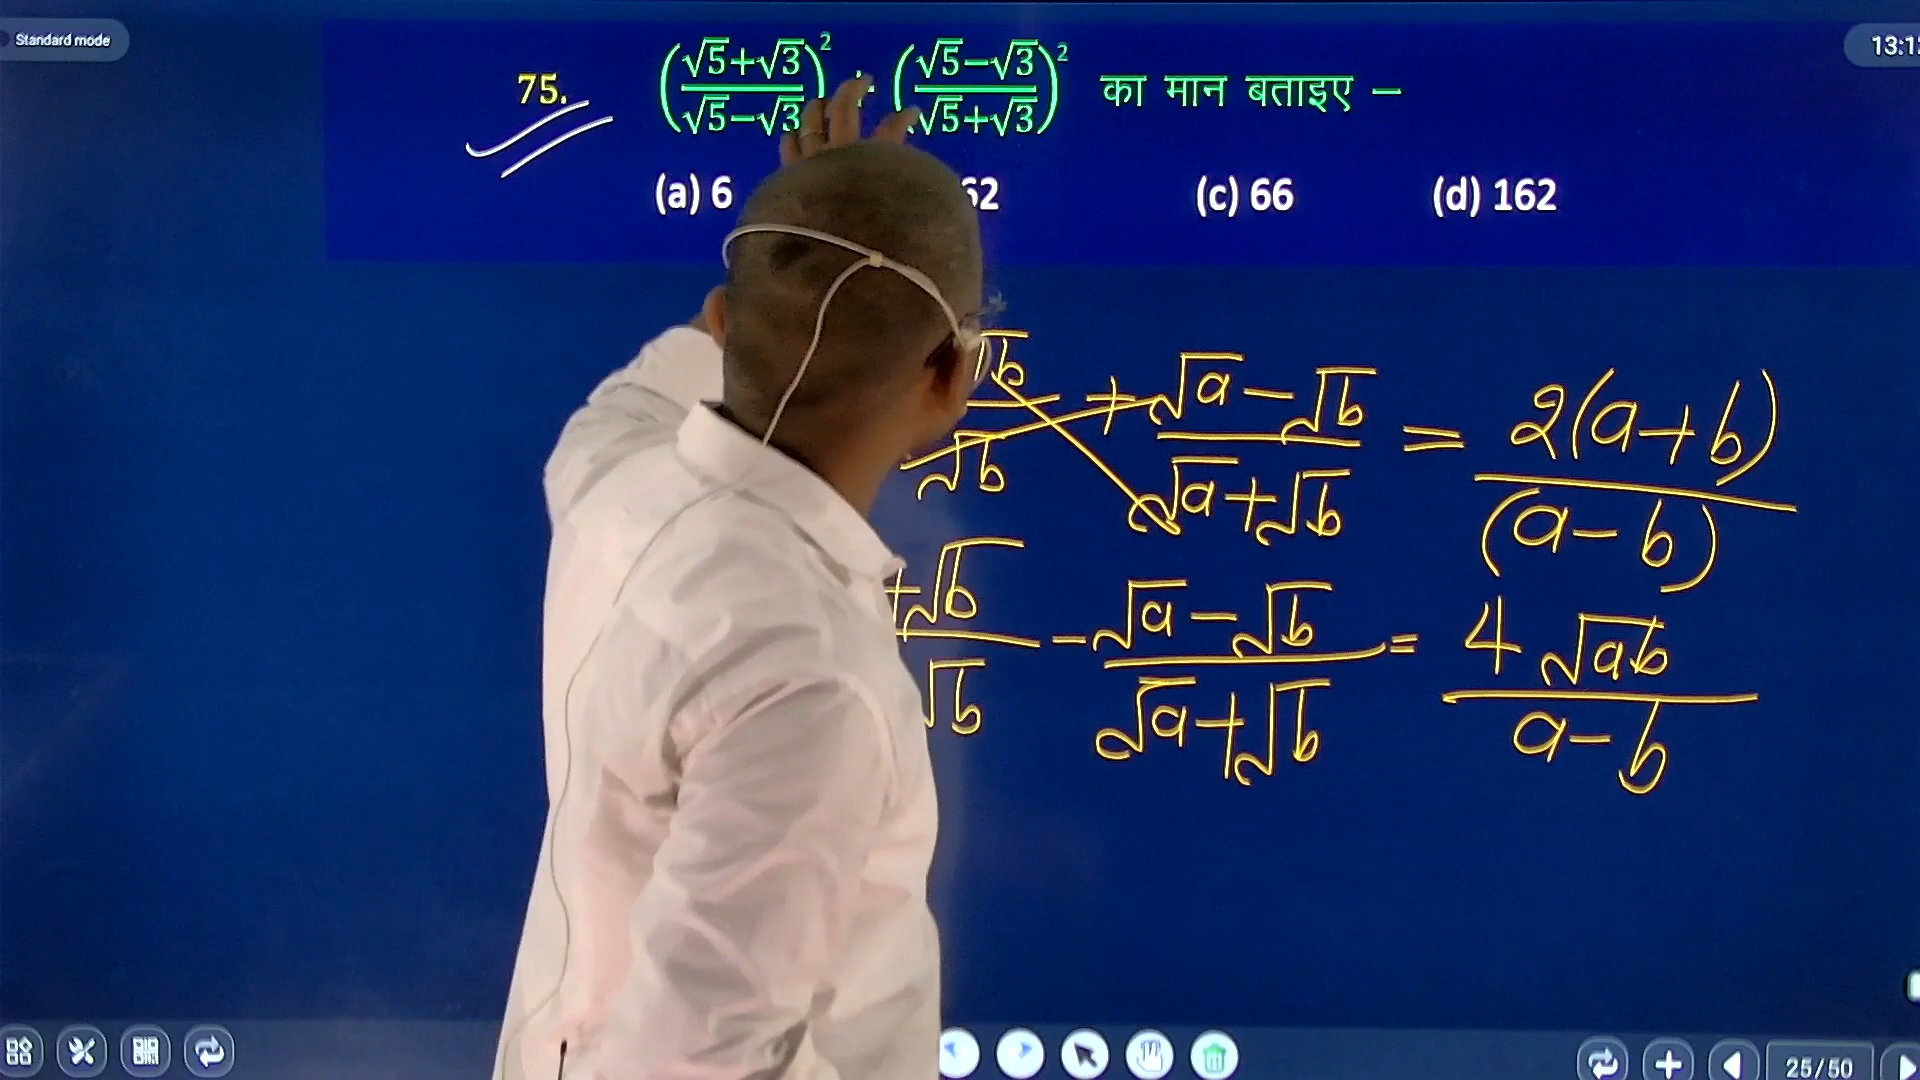 Standard mode
13:1
75. ((√5+√3)/(√5−√3))² + ((√5−√3)/(√5+√3))² का मान बताइए −
(a) 6 62 (c) 66 (d) 162
√b + √a − √b = 2(a+b)
√b √a + √b (a−b)
+√b − √a − √b = 4√ab
√b √a + √b a−b
25/50